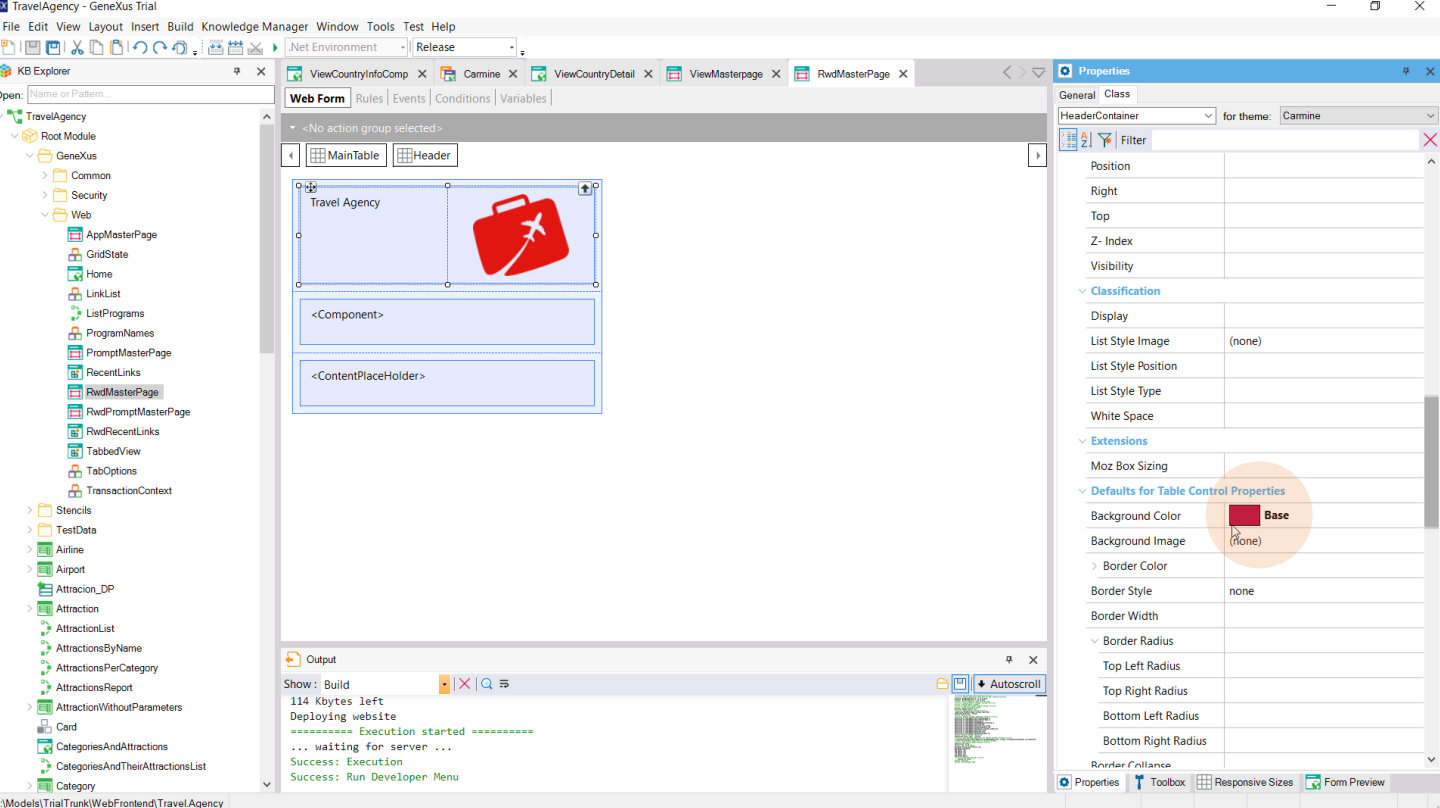 TravelAgency - GeneXus Trial
File Edit View Layout Insert Build Knowledge Manager Window Tools Test Help
.Net Environment Release
KB Explorer
Open: Name or Pattern ...
TravelAgency
Root Module
GeneXus
Common
Security
Web
AppMasterPage
GridState
Home
LinkList
ListPrograms
ProgramNames
PromptMasterPage
RecentLinks
RwdMasterPage
RwdPromptMasterPage
RwdRecentLinks
TabbedView
TabOptions
TransactionContext
Stencils
TestData
Airline
Airport
Attracion_DP
Attraction
AttractionList
AttractionsByName
AttractionsPerCategory
AttractionsReport
AttractionWithoutParameters
Card
CategoriesAndAttractions
CategoriesAndTheirAttractionsList
Category
ViewCountryInfoComp Carmine ViewCountryDetail ViewMasterpage RwdMasterPage
Web Form Rules Events Conditions Variables
<No action group selected>
MainTable Header
Travel Agency
<Component>
<ContentPlaceHolder>
Output
Show : Build Autoscroll
114 Kbytes left
Deploying website
========== Execution started ==========
... waiting for server ...
Success: Execution
Success: Run Developer Menu
Properties
General Class
HeaderContainer for theme: Carmine
Filter
Position
Right
Top
Z- Index
Visibility
Classification
Display
List Style Image (none)
List Style Position
List Style Type
White Space
Extensions
Moz Box Sizing
Defaults for Table Control Properties
Background Color Base
Background Image (none)
Border Color
Border Style none
Border Width
Border Radius
Top Left Radius
Top Right Radius
Bottom Left Radius
Bottom Right Radius
Border Collapse
Properties Toolbox Responsive Sizes Form Preview
:\Models\TrialTrunk\WebFrontend\Travel.Agency